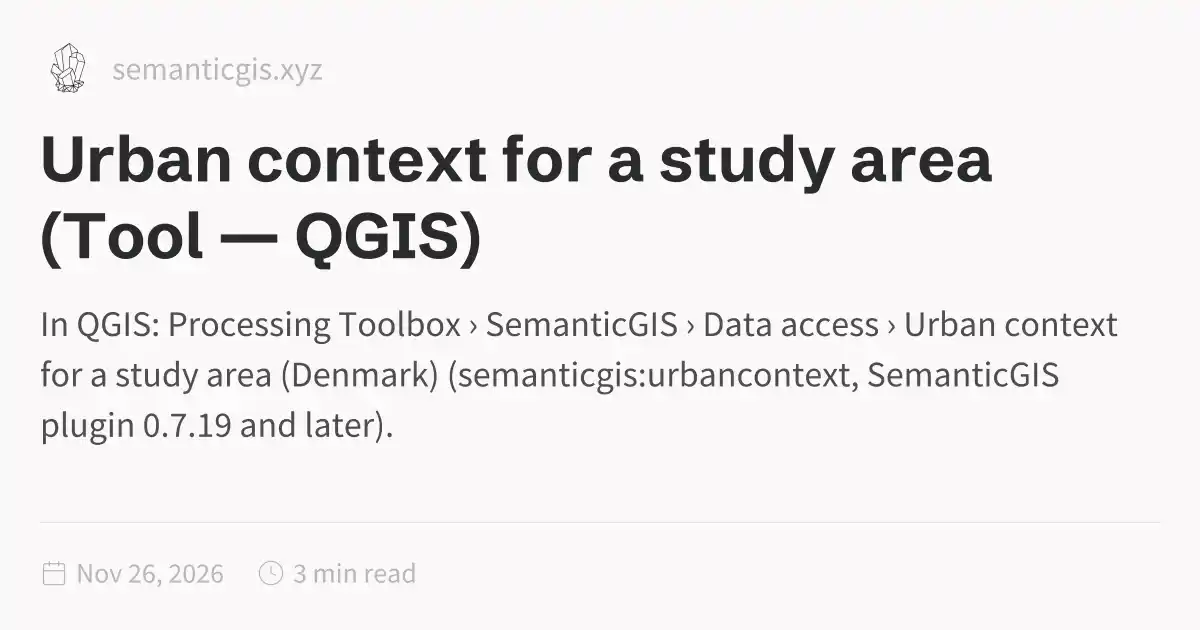 semanticgis.xyz
Urban context for a study area
(Tool — QGIS)
In QGIS: Processing Toolbox › SemanticGIS › Data access › Urban context
for a study area (Denmark) (semanticgis:urbancontext, SemanticGIS
plugin 0.7.19 and later).
Nov 26, 2026 3 min read